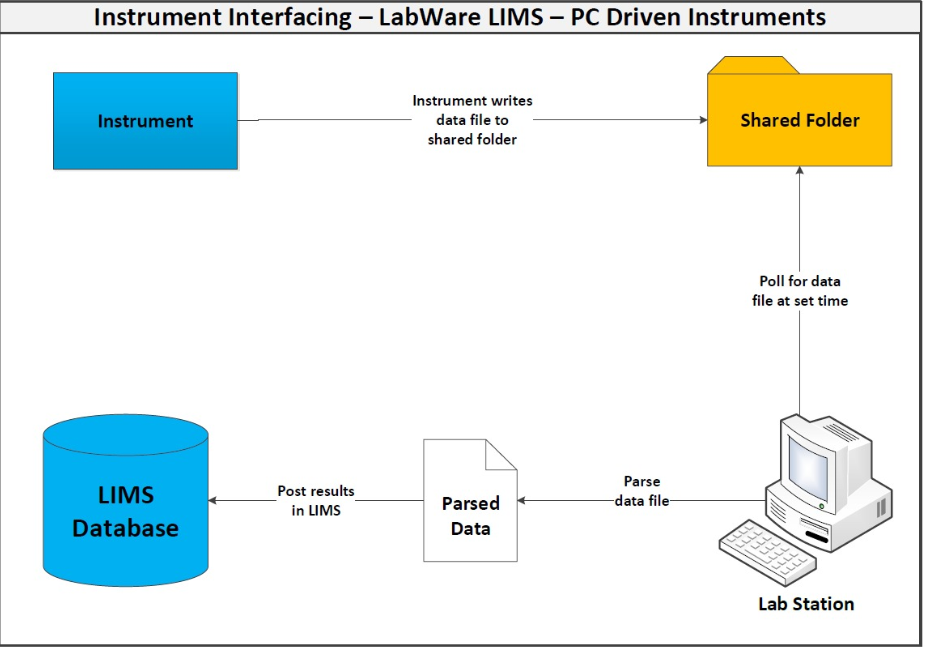 Instrument Interfacing – LabWare LIMS – PC Driven Instruments
Instrument
Instrument writes
data file to
shared folder
Shared Folder
Poll for data
file at set time
LIMS
Database
Post results
in LIMS
Parsed
Data
Parse
data file
Lab Station